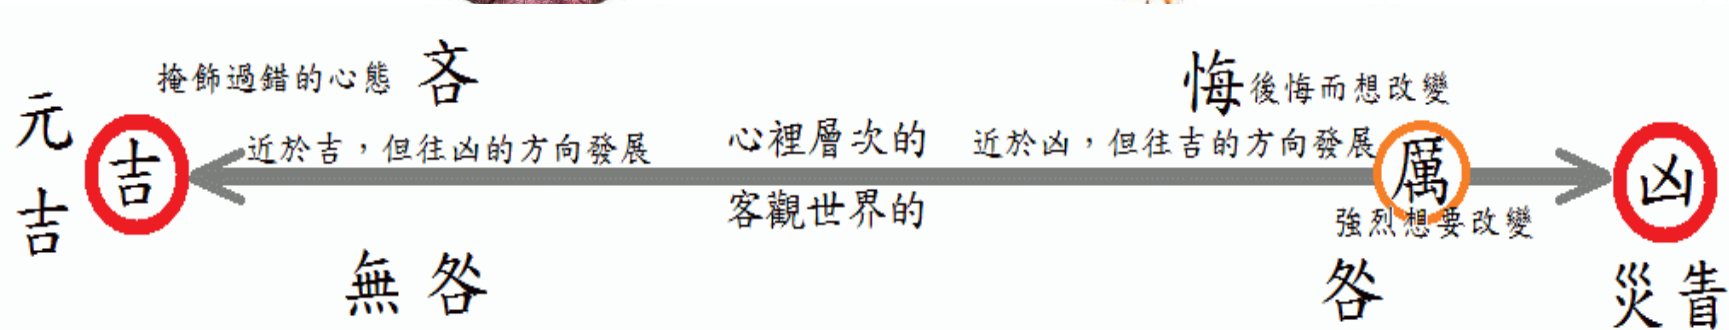 掩飾過錯的心態 吝
悔後悔而想改變
元吉
吉
近於吉,但往凶的方向發展
心裡層次的
近於凶,但往吉的方向發展
厲
凶
客觀世界的
強烈想要改變
無咎
咎
災眚